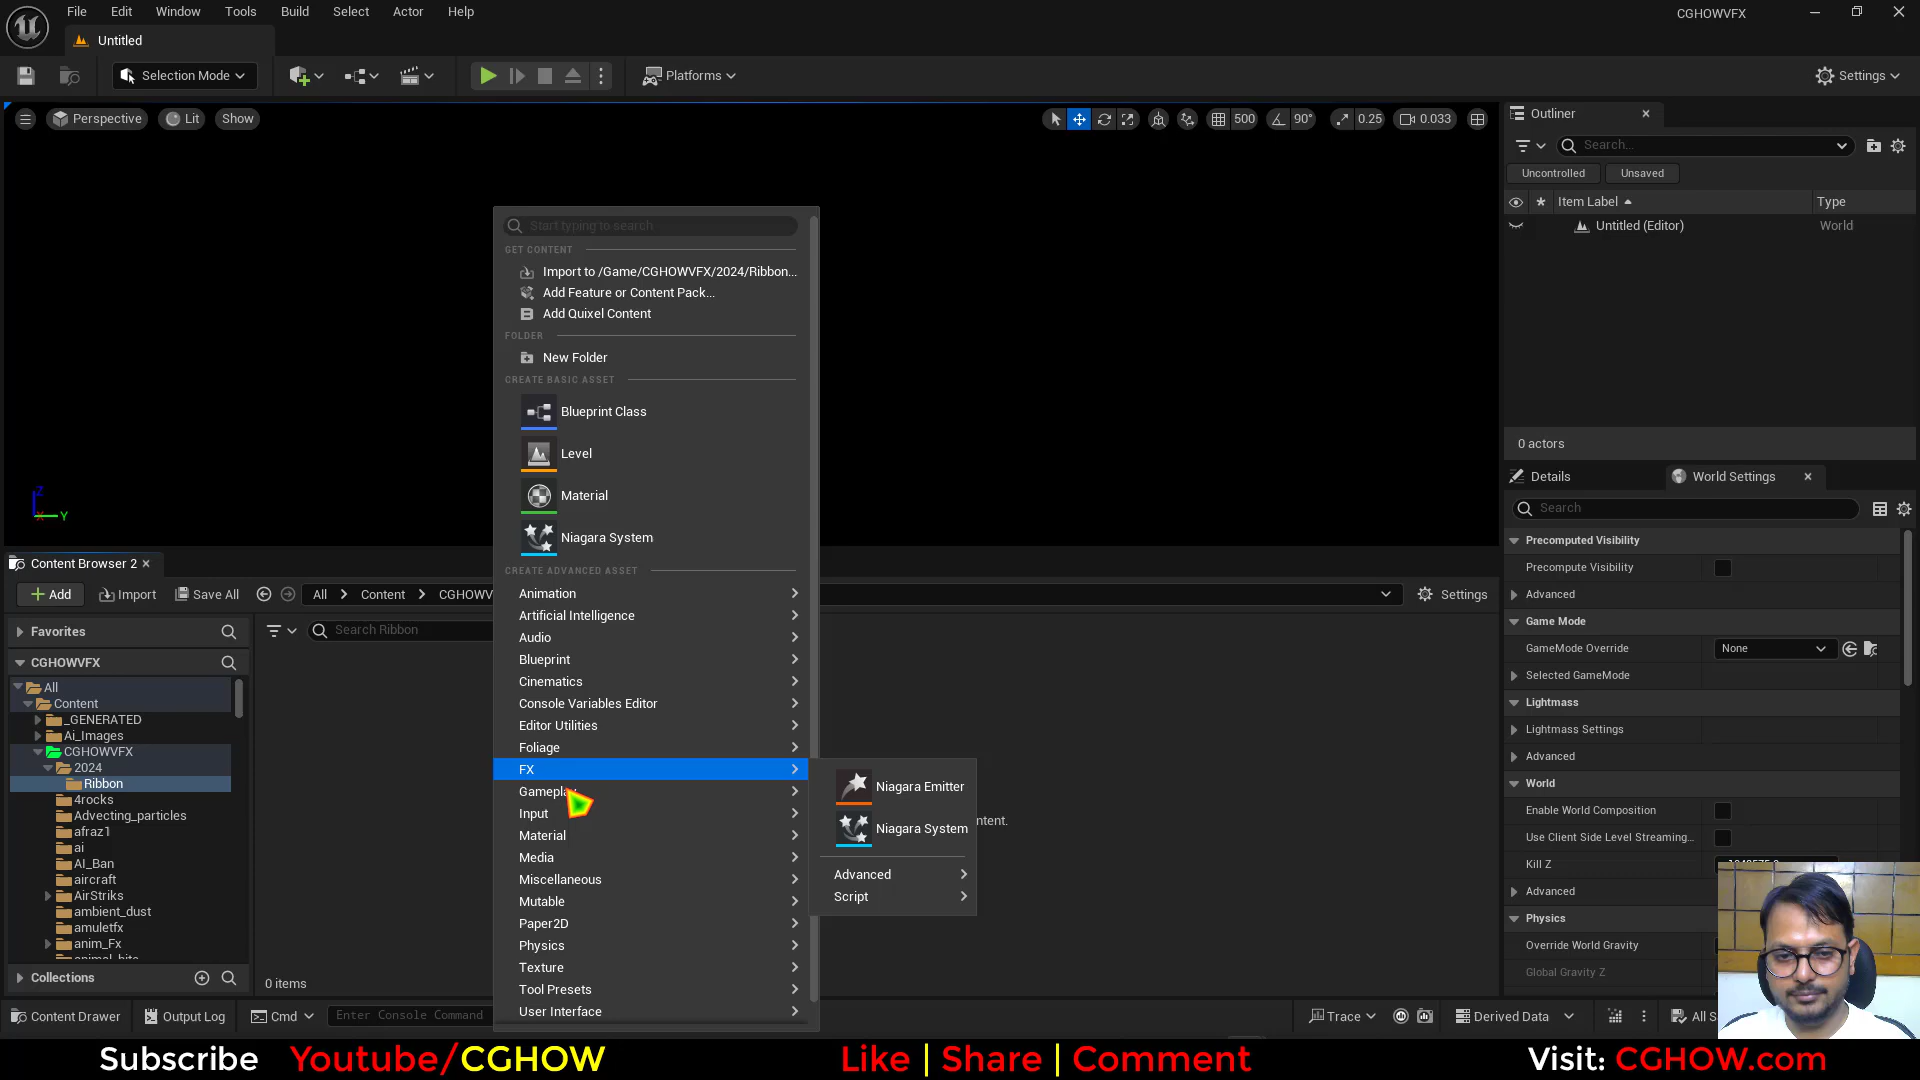 File Edit Window Tools Build Select Actor Help
CGHOWVFX
Untitled
Selection Mode
Platforms
Settings
Perspective Lit Show
500 90° 0.25 0.033
Outliner
Search...
Uncontrolled Unsaved
Item Label Type
Untitled (Editor) World
0 actors
Start typing to search
GET CONTENT
Import to /Game/CGHOWVFX/2024/Ribbon...
Add Feature or Content Pack...
Add Quixel Content
FOLDER
New Folder
CREATE BASIC ASSET
Blueprint Class
Level
Material
Niagara System
CREATE ADVANCED ASSET
Animation
Artificial Intelligence
Audio
Blueprint
Cinematics
Console Variables Editor
Editor Utilities
Foliage
FX
Gameplay
Input
Material
Media
Miscellaneous
Mutable
Paper2D
Physics
Texture
Tool Presets
User Interface
Niagara Emitter
Niagara System
Advanced
Script
ntent.
Z
X Y
Content Browser 2
Add Import Save All All Content CGHOWV
Settings
Favorites
Search Ribbon
CGHOWVFX
All
Content
_GENERATED
Ai_Images
CGHOWVFX
2024
Ribbon
4rocks
Advecting_particles
afraz1
ai
AI_Ban
aircraft
AirStriks
ambient_dust
amuletfx
anim_Fx
Collections
0 items
Details World Settings
Search
Precomputed Visibility
Precompute Visibility
Advanced
Game Mode
GameMode Override None
Selected GameMode
Lightmass
Lightmass Settings
Advanced
World
Enable World Composition
Use Client Side Level Streaming...
Kill Z
Advanced
Physics
Override World Gravity
Global Gravity Z
Content Drawer Output Log Cmd Enter Console Command
Trace Derived Data All S
Subscribe Youtube/CGHOW Like | Share | Comment Visit: CGHOW.com